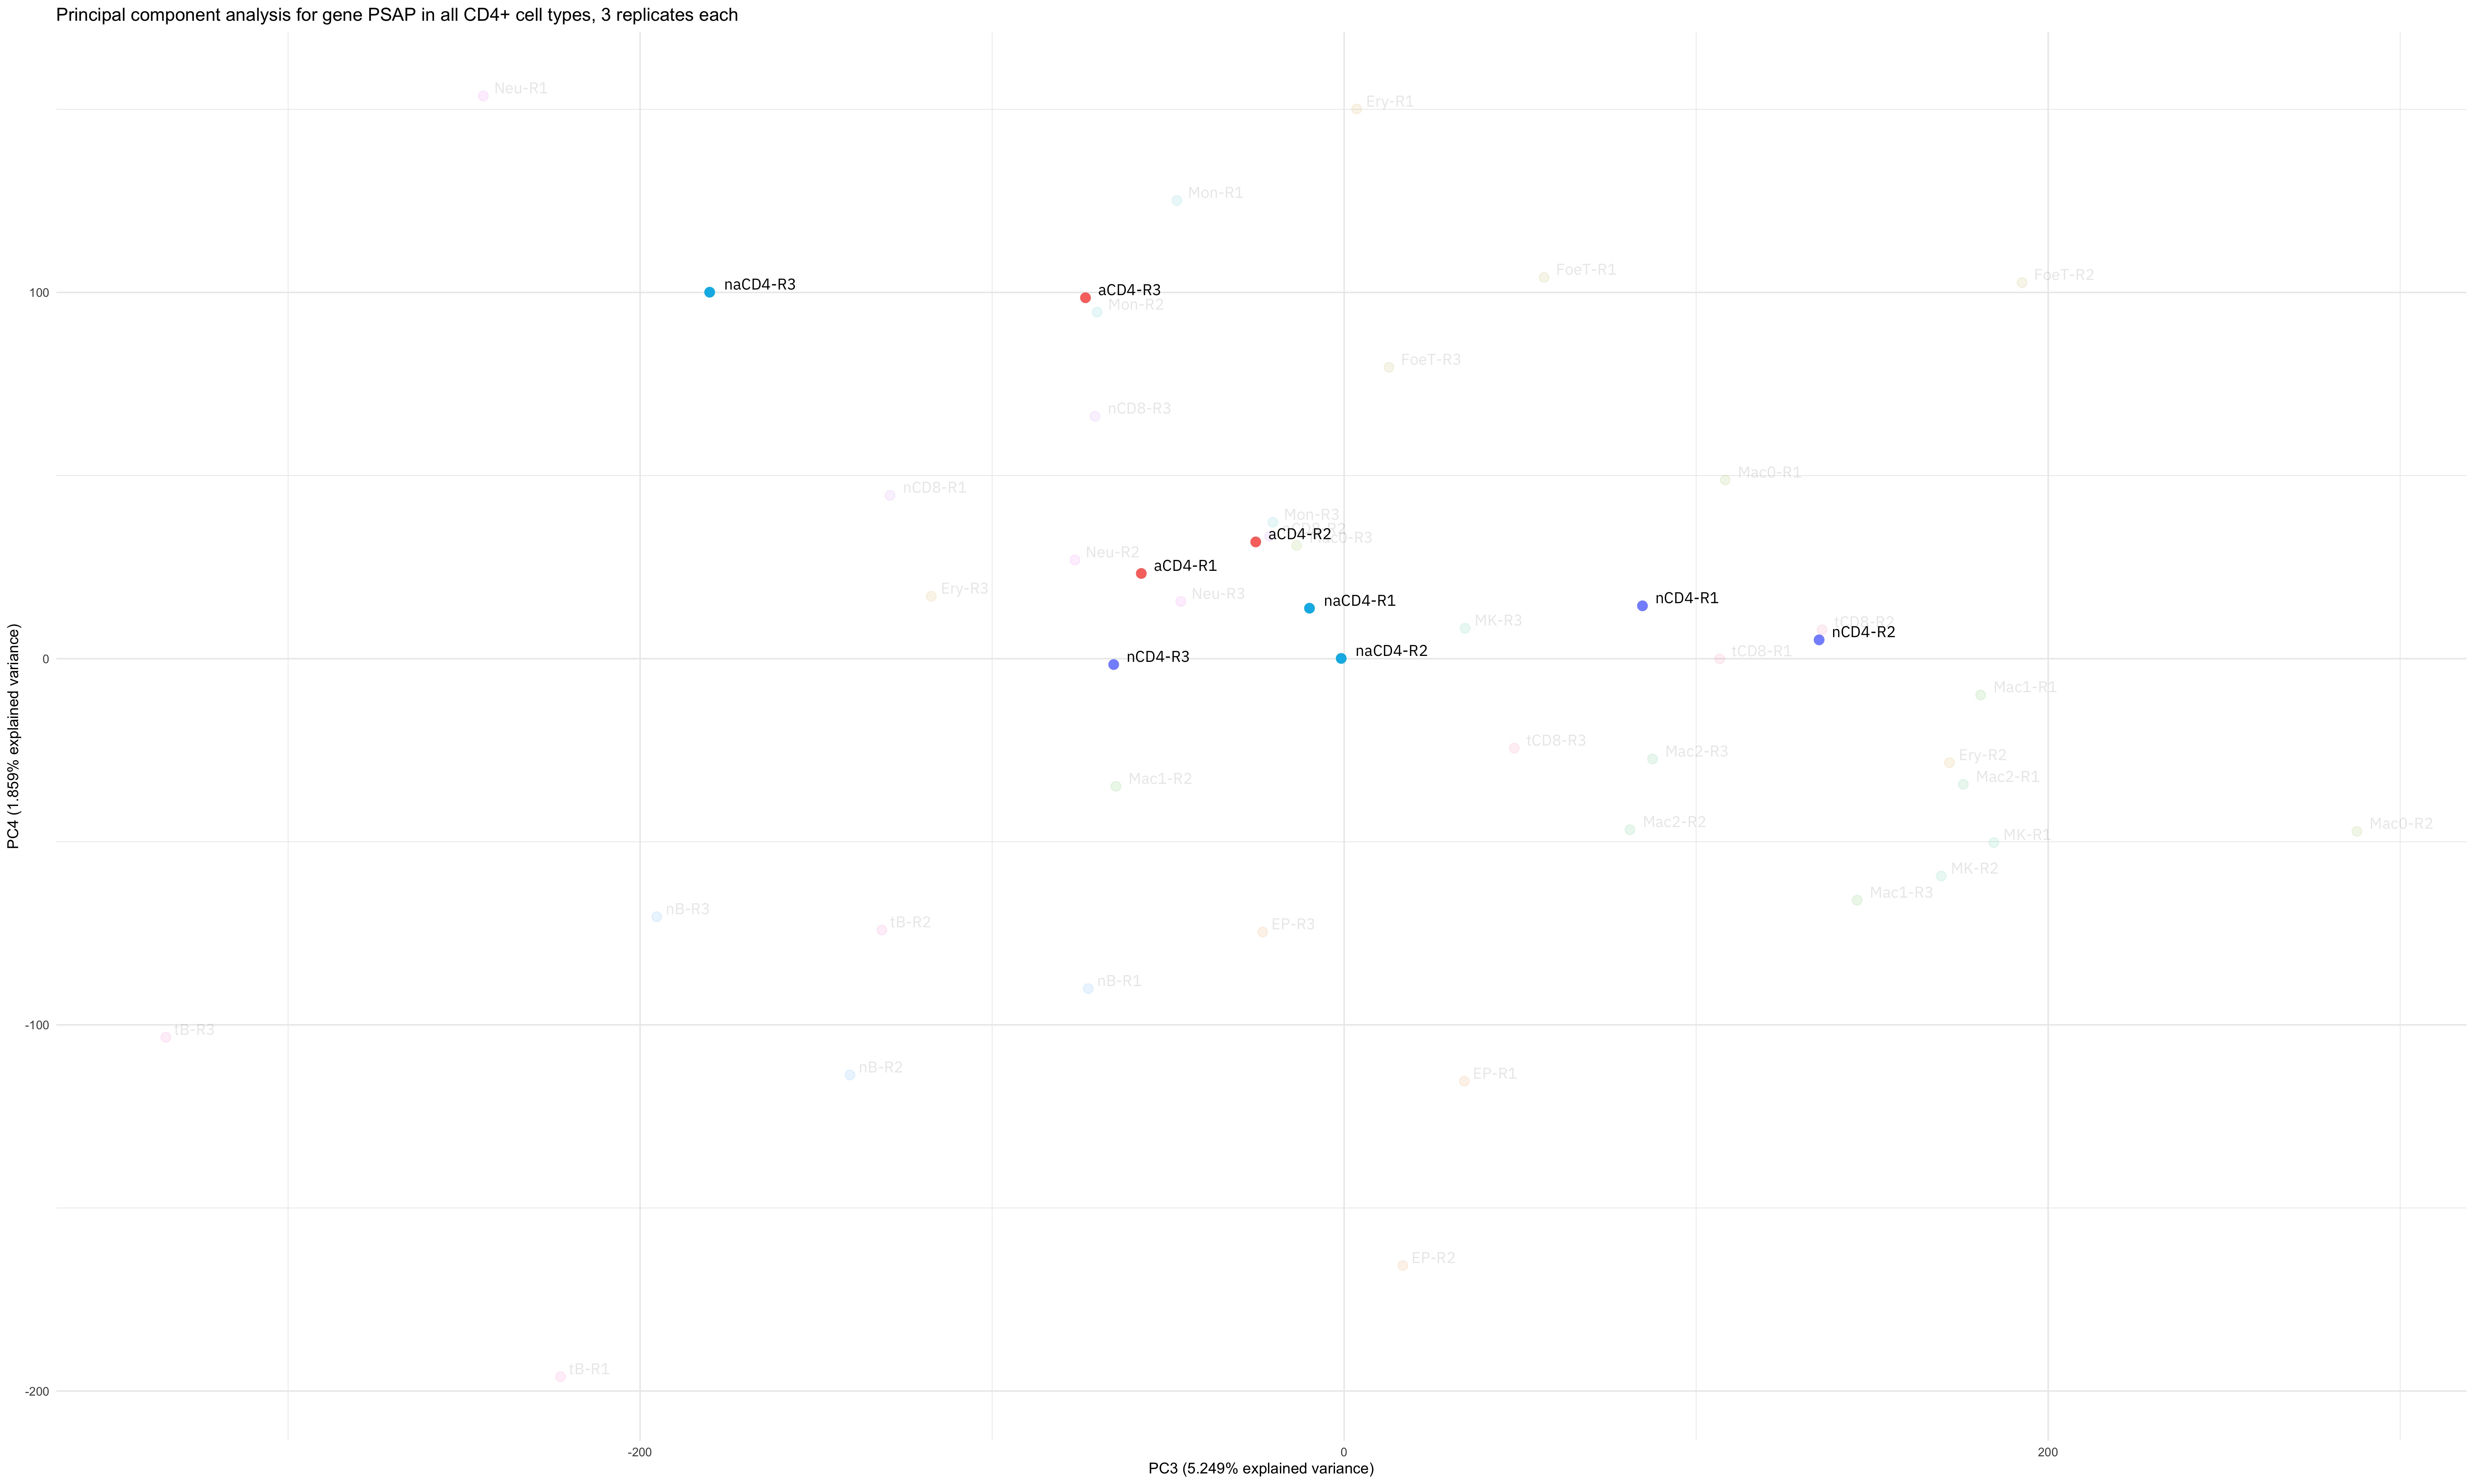 Principal component analysis for gene PSAP in all CD4+ cell types, 3 replicates each
Neu-R1
Ery-R1
Mon-R1
FoeT-R1
FoeT-R2
naCD4-R3
aCD4-R3
100
Mon-R2
FoeT-R3
nCD8-R3
Mac0-R1
nCD8-R1
Mon-R3
aCD4-R2
Neu-R2
aCD4-R1
Ery-R3
Neu-R3
naCD4-R1
nCD4-R1
MK-R3
tCD8-R2
nCD4-R2
nCD4-R3
naCD4-R2
tCD8-R1
0
Mac1-R1
tCD8-R3
Mac2-R3
Ery-R2
Mac1-R2
Mac2-R1
Mac2-R2
Mac0-R2
MK-R1
MK-R2
Mac1-R3
nB-R3
tB-R2
EP-R3
nB-R1
-100
tB-R3
nB-R2
EP-R1
EP-R2
tB-R1
-200
-200
0
200
PC3 (5.249% explained variance)
PC4 (1.859% explained variance)